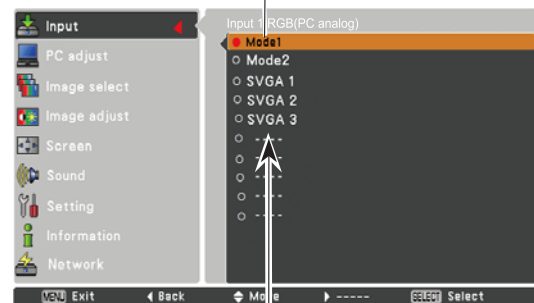 Input
PC adjust
Image select
Image adjust
Screen
Sound
Setting
Information
Network
Input 1 RGB(PC analog)
Mode1
Mode2
SVGA 1
SVGA 2
SVGA 3
----
----
----
----
----
MENU Exit Back Move ----- SELECT Select